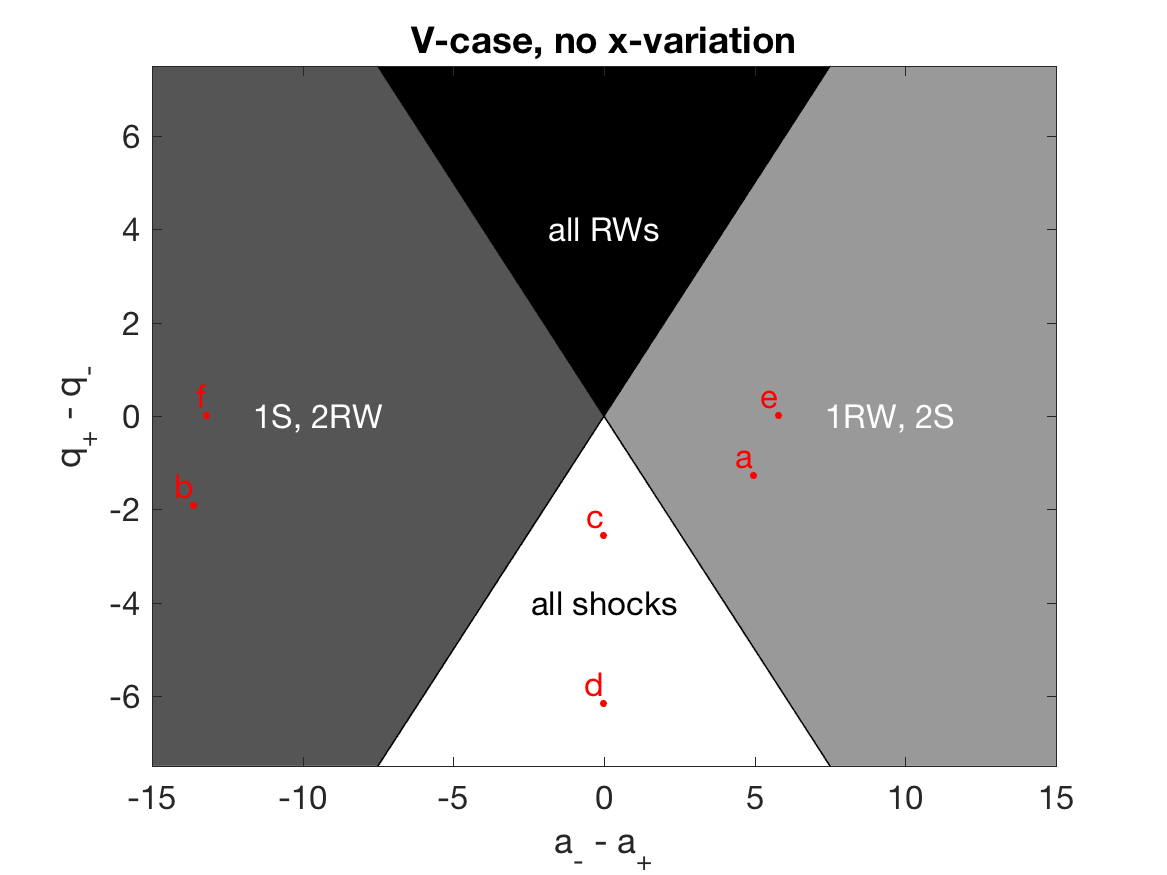 V-case, no x-variation
6
4
2
0
-2
-4
-6
q₊ - q₋
all RWs
f
1S, 2RW
b
e
1RW, 2S
a
c
all shocks
d
-15
-10
-5
0
5
10
15
a₋ - a₊